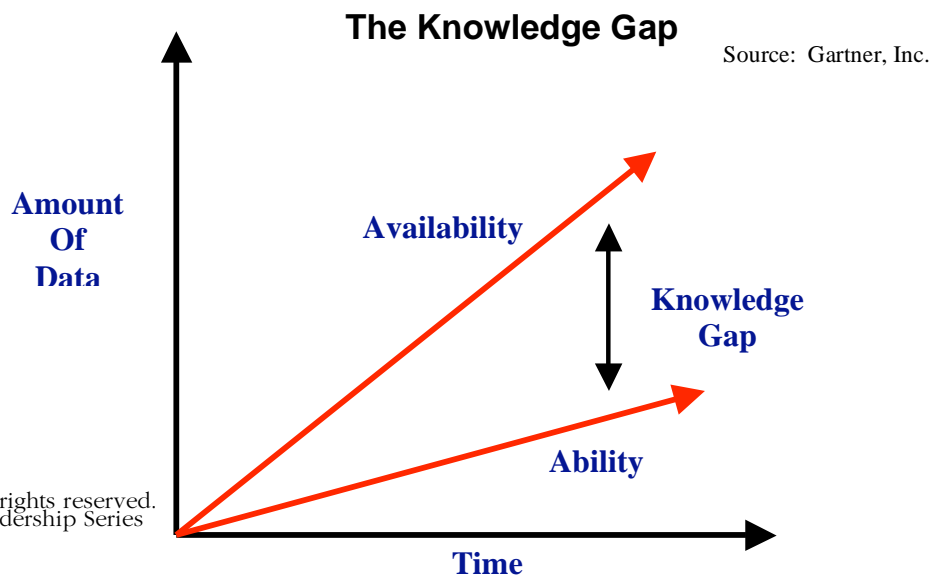 The Knowledge Gap
Source: Gartner, Inc.
Amount
Of
Data
Availability
Knowledge
Gap
Ability
rights reserved.
dership Series
Time